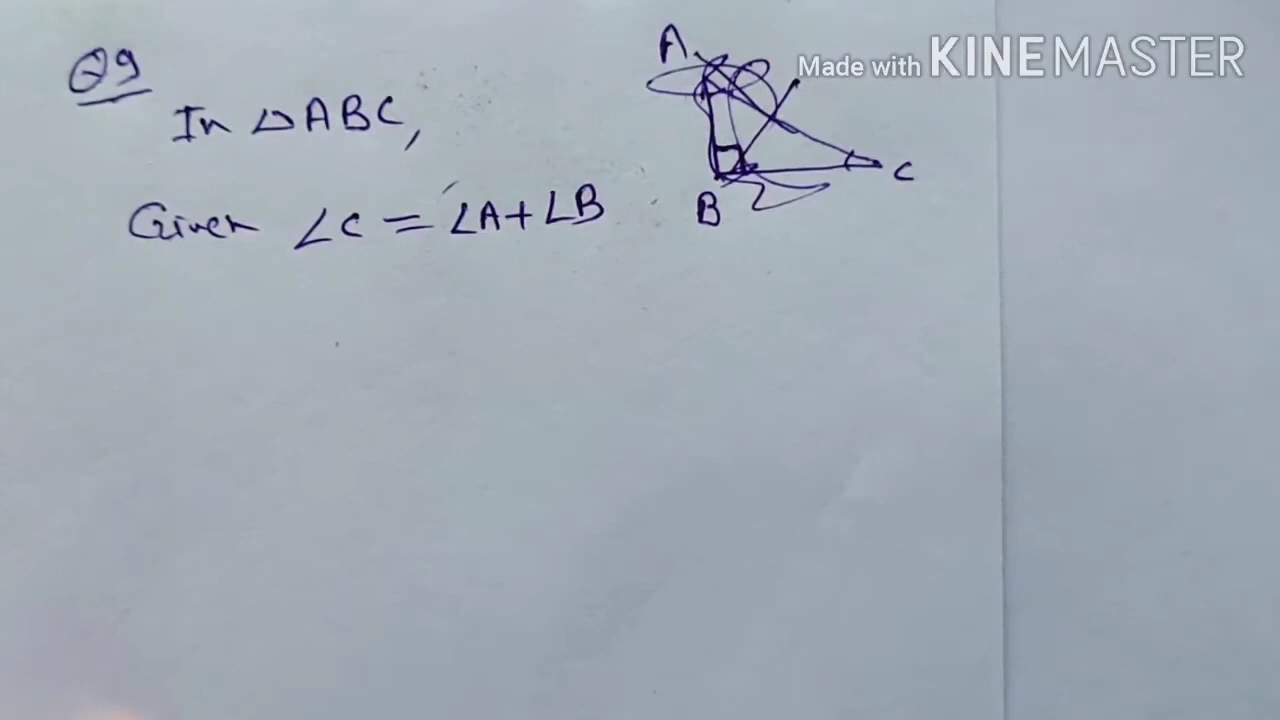 Q9
In △ABC,
Given ∠C = ∠A + ∠B
A
B
C
Made with KINEMASTER